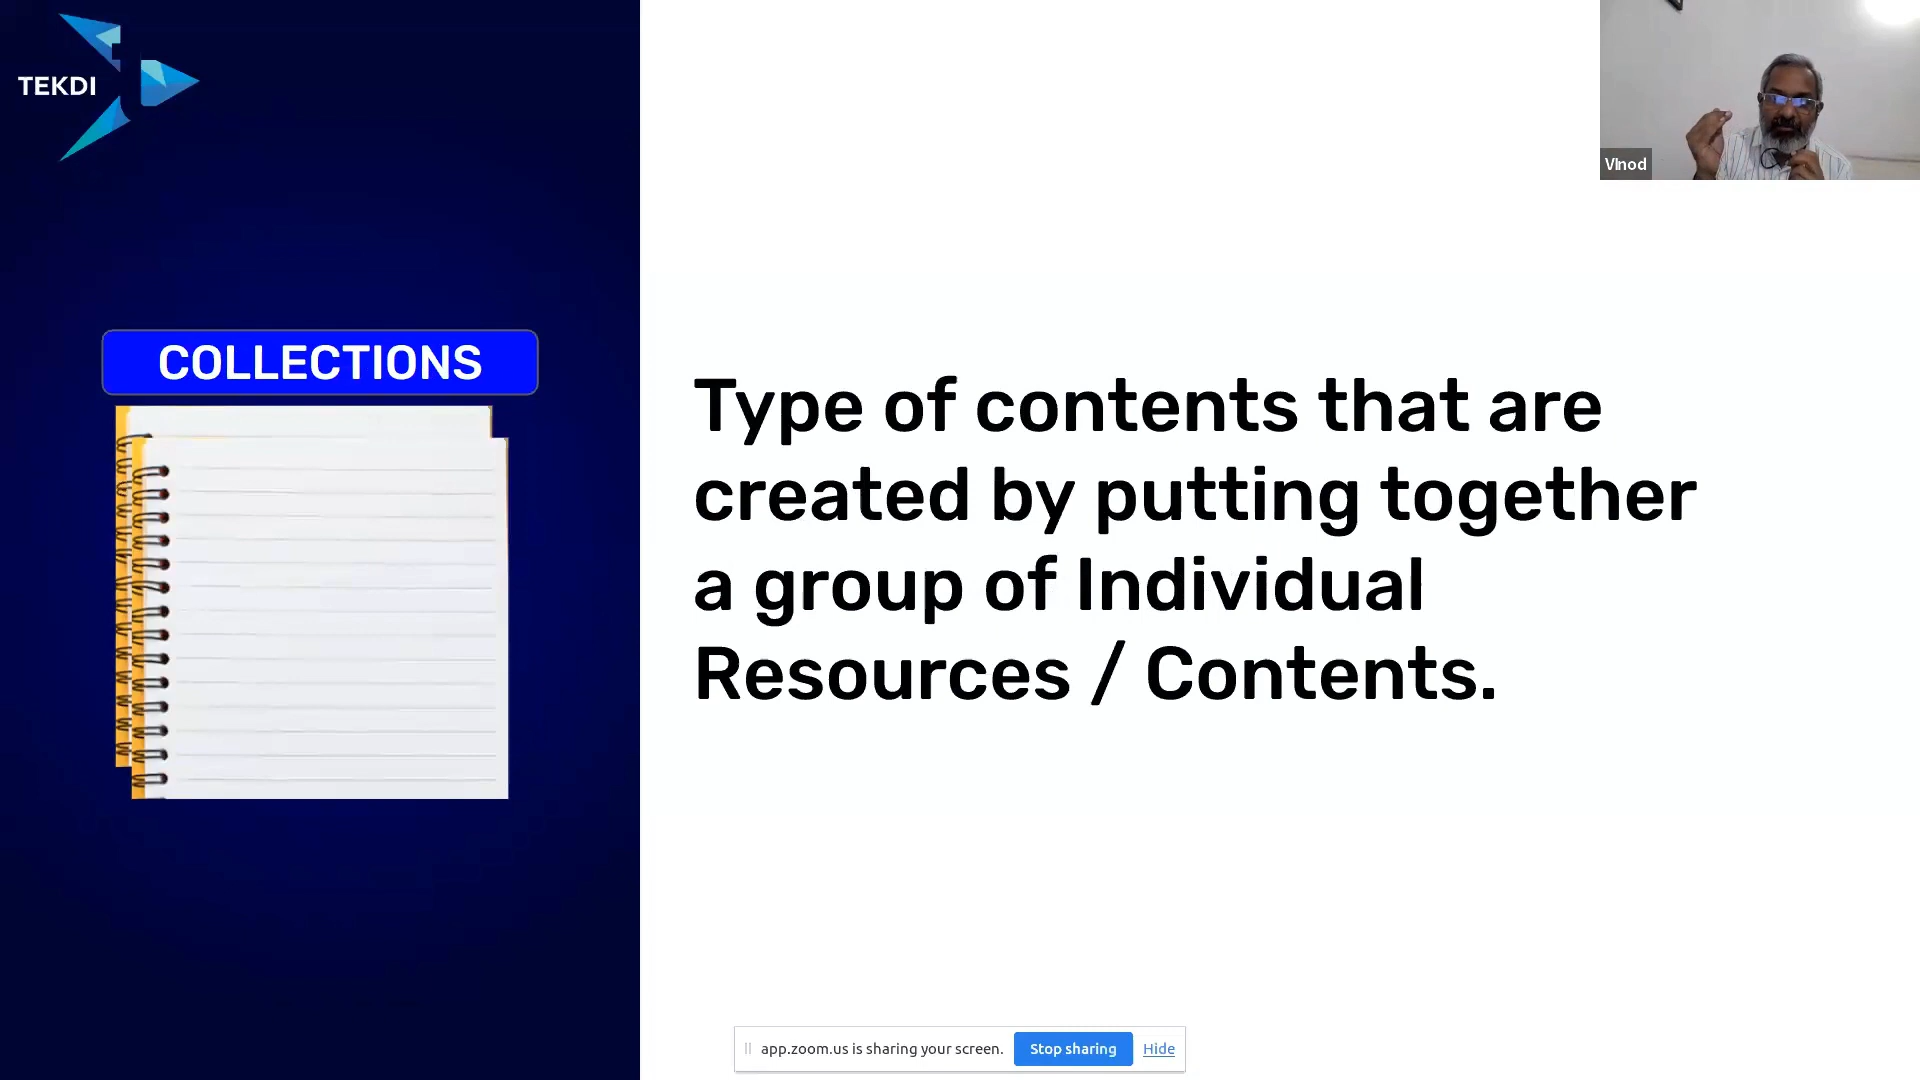 TEKDI
COLLECTIONS
Type of contents that are
created by putting together
a group of Individual
Resources / Contents.
VInod
app.zoom.us is sharing your screen.
Stop sharing
Hide